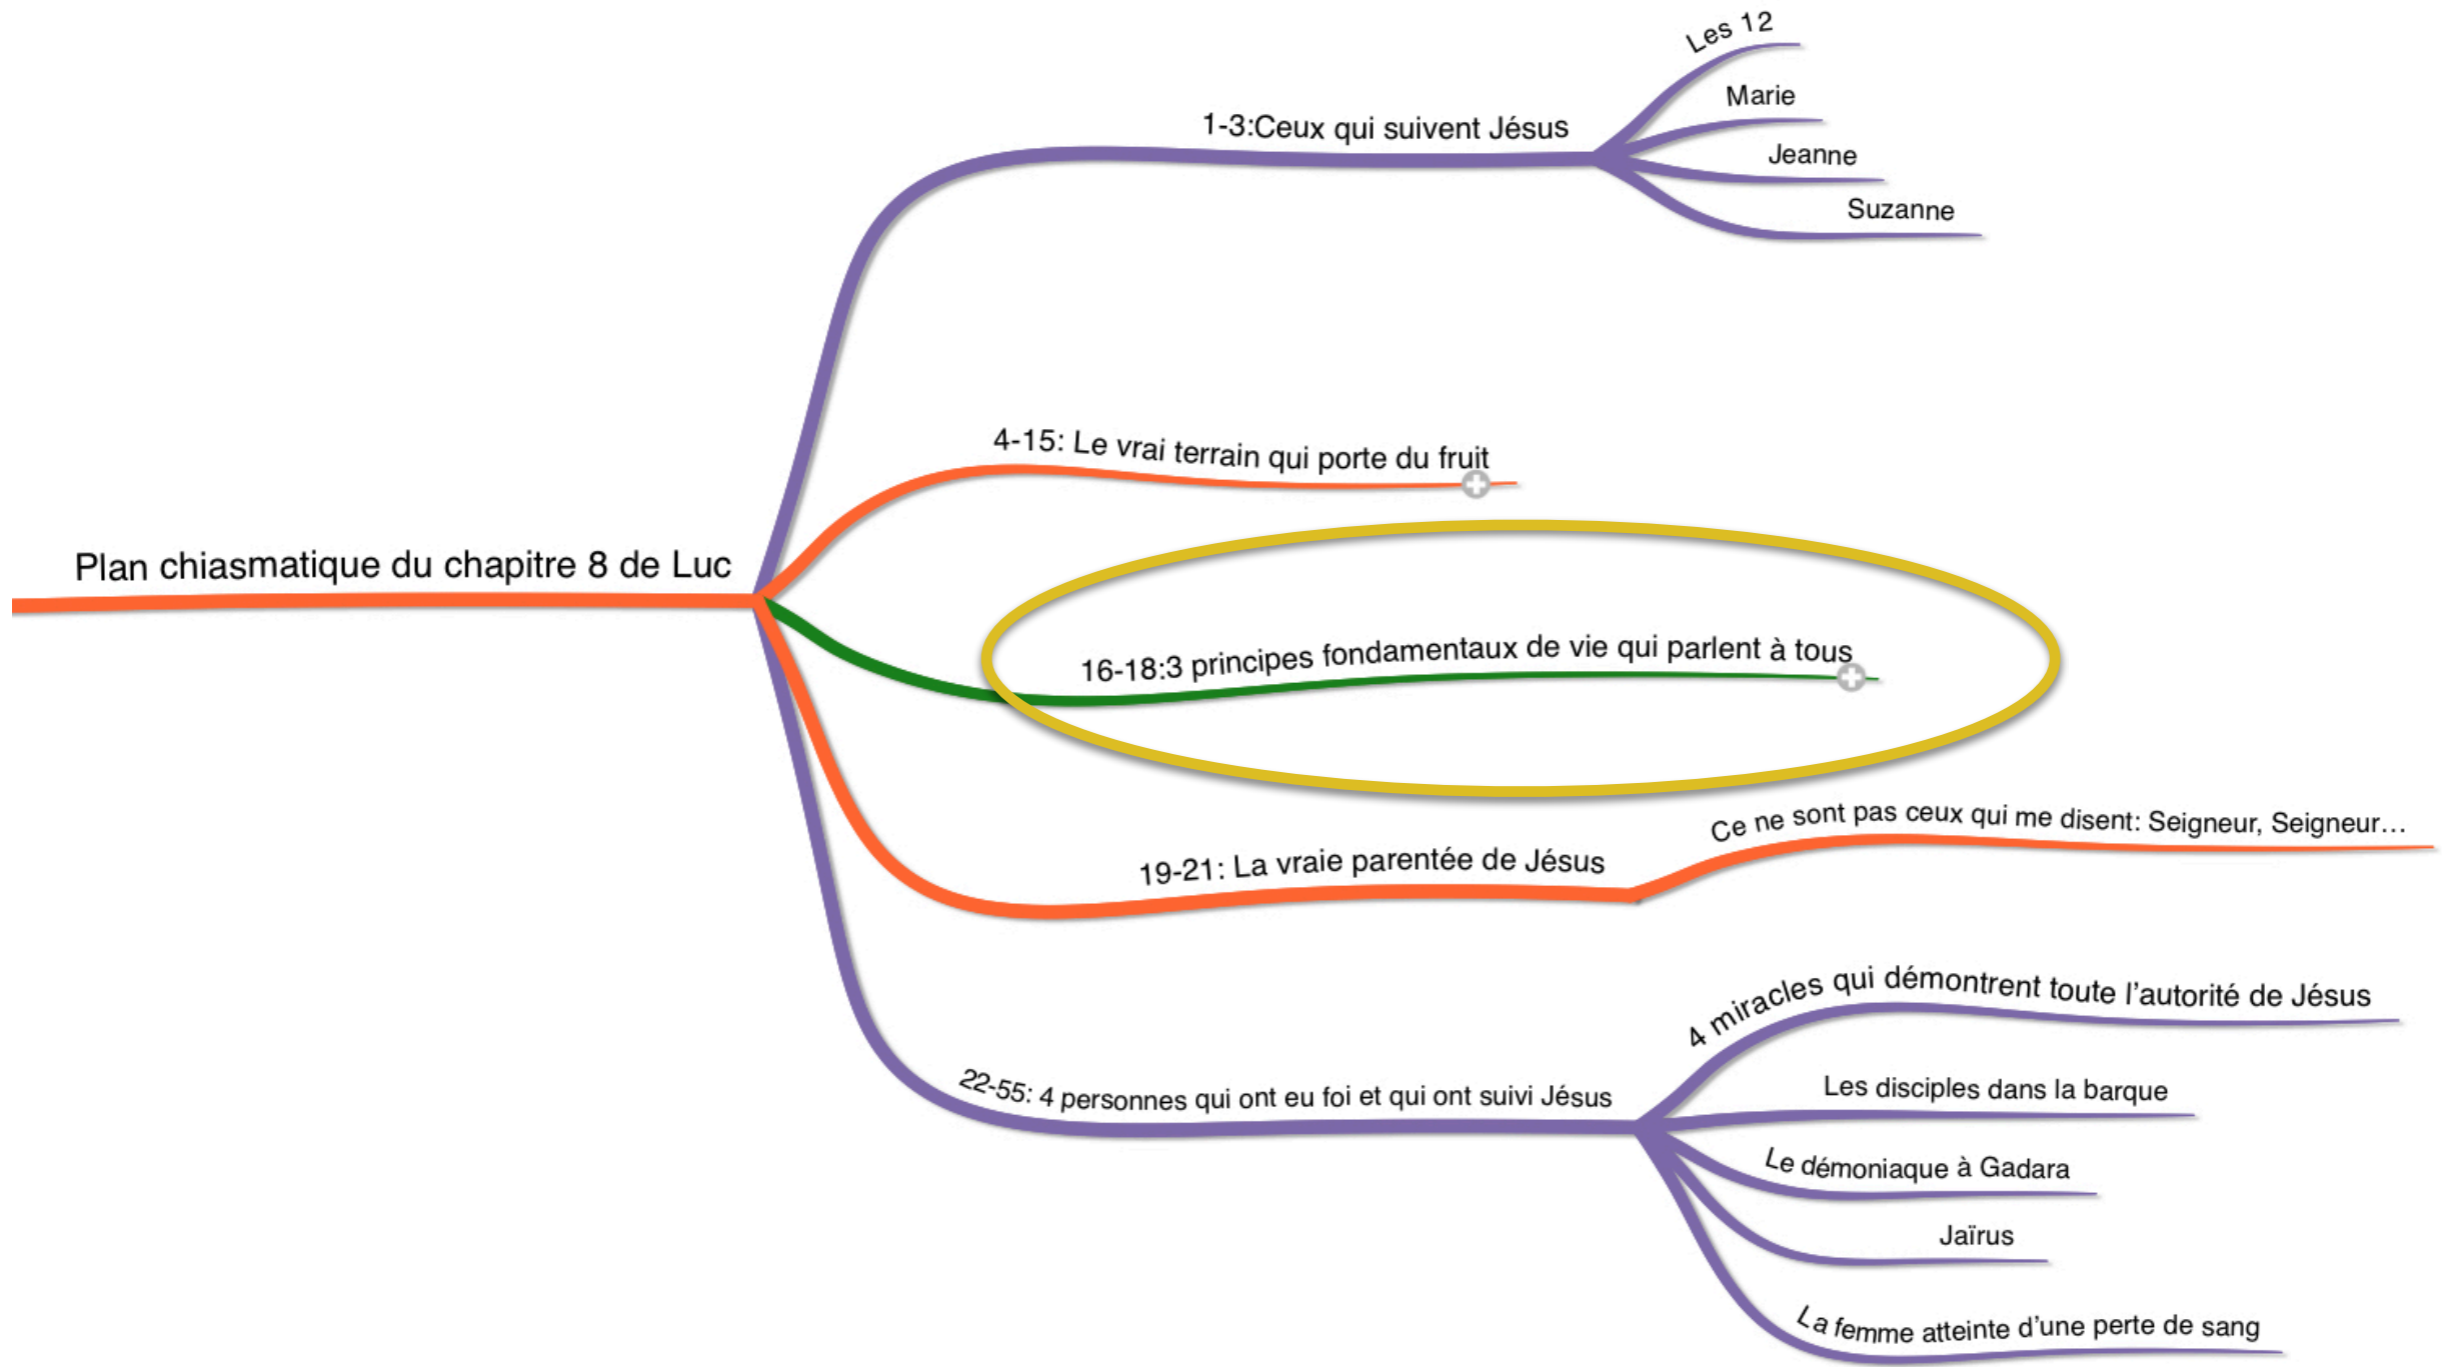 Les 12
Marie
1-3:Ceux qui suivent Jésus
Jeanne
Suzanne
4-15: Le vrai terrain qui porte du fruit
Plan chiasmatique du chapitre 8 de Luc
16-18:3 principes fondamentaux de vie qui parlent à tous
Ce ne sont pas ceux qui me disent: Seigneur, Seigneur...
19-21: La vraie parentée de Jésus
4 miracles qui démontrent toute l'autorité de Jésus
22-55: 4 personnes qui ont eu foi et qui ont suivi Jésus
Les disciples dans la barque
Le démoniaque à Gadara
Jaïrus
La femme atteinte d'une perte de sang